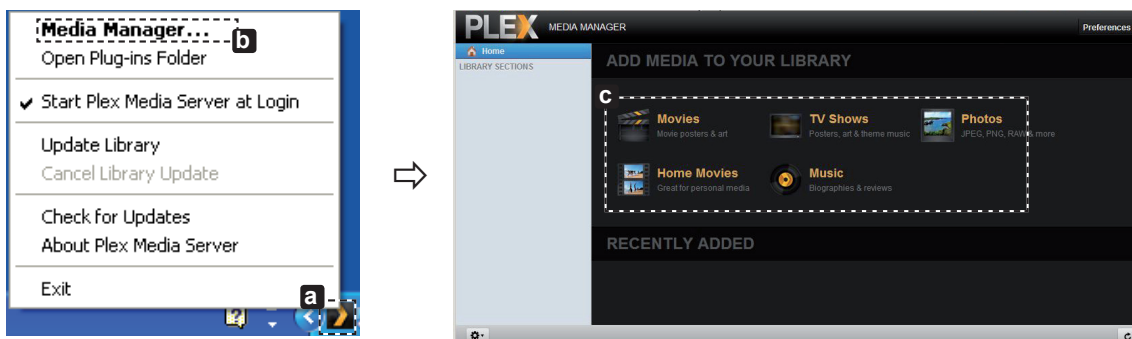 Media Manager...
b
Open Plug-ins Folder
Start Plex Media Server at Login
Update Library
Cancel Library Update
Check for Updates
About Plex Media Server
Exit
a
PLEX MEDIA MANAGER
Preferences
Home
LIBRARY SECTIONS
ADD MEDIA TO YOUR LIBRARY
c
Movies
Movie posters & art
TV Shows
Posters, art & theme music
Photos
JPEG, PNG, RAW & more
Home Movies
Great for personal media
Music
Biographies & reviews
RECENTLY ADDED